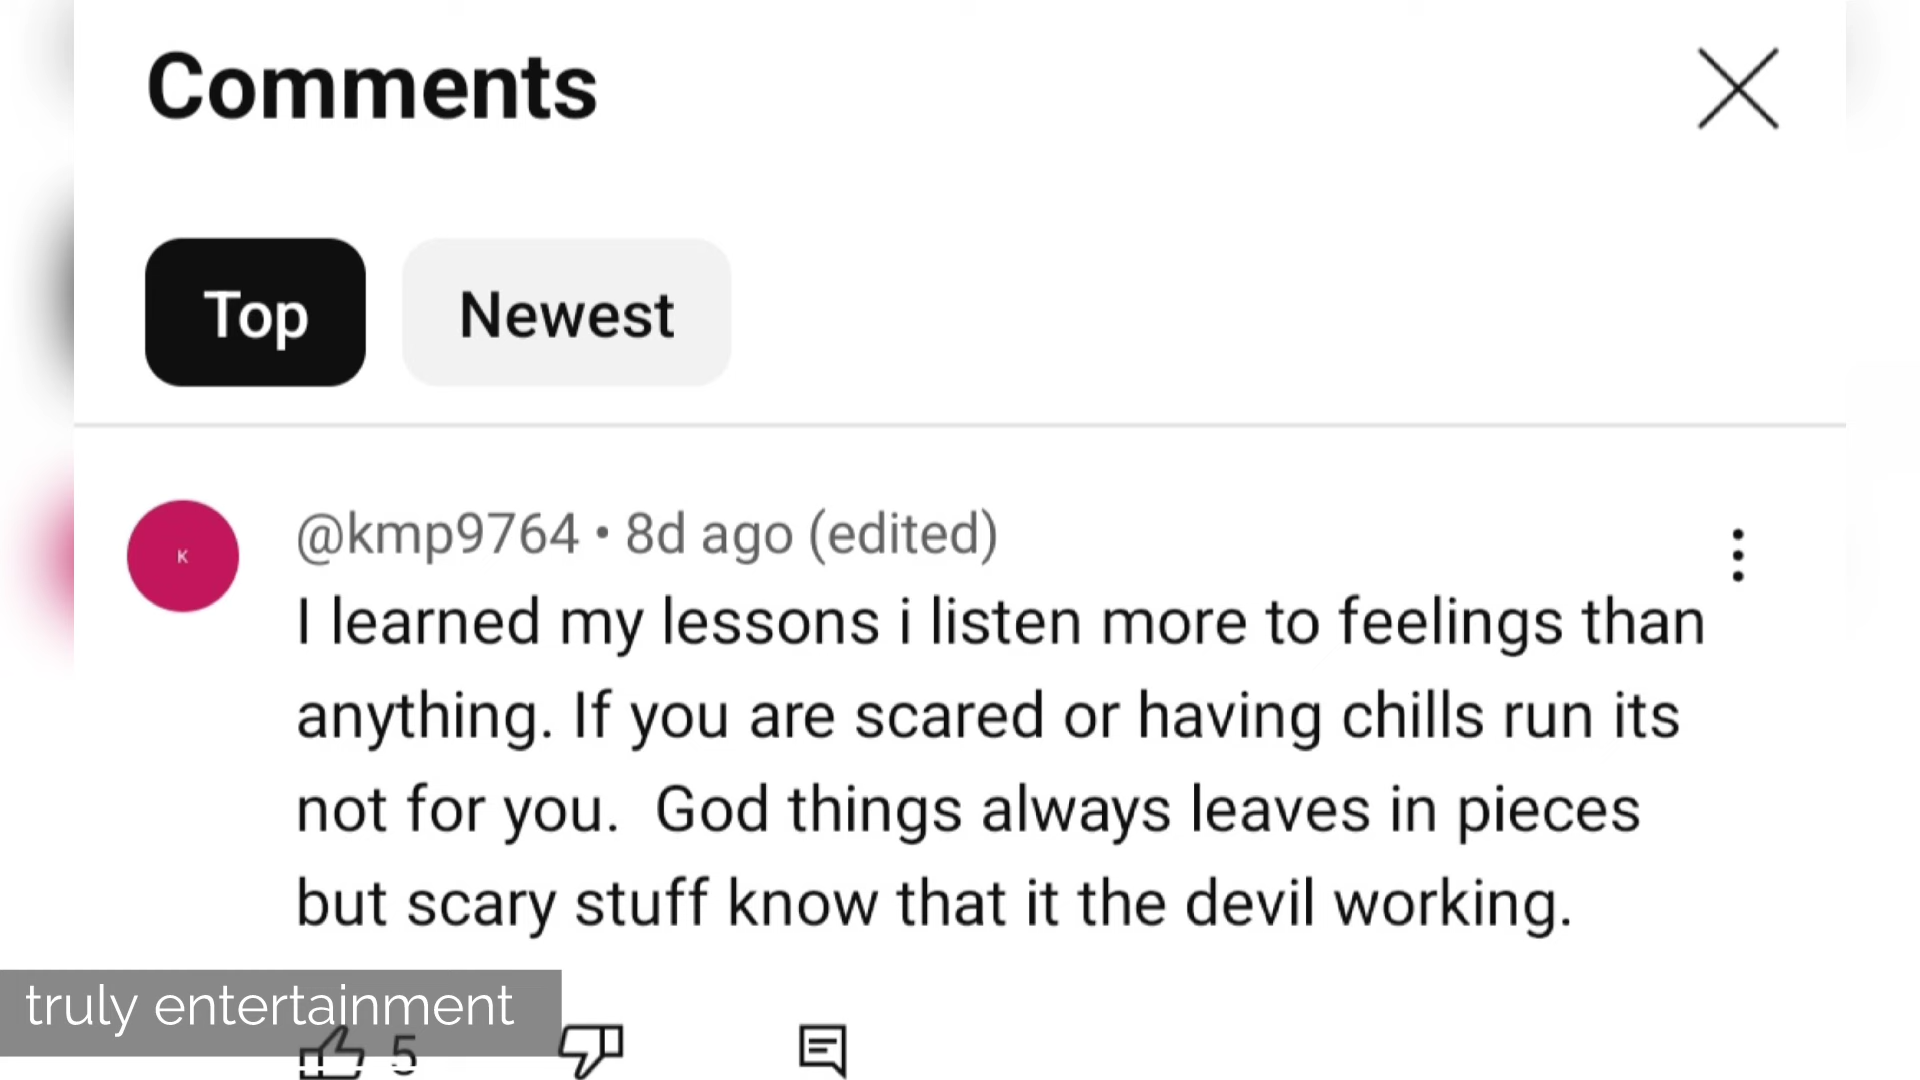 Comments
Top
Newest
K
@kmp9764 • 8d ago (edited)
I learned my lessons i listen more to feelings than
anything. If you are scared or having chills run its
not for you.  God things always leaves in pieces
but scary stuff know that it the devil working.
truly entertainment
5